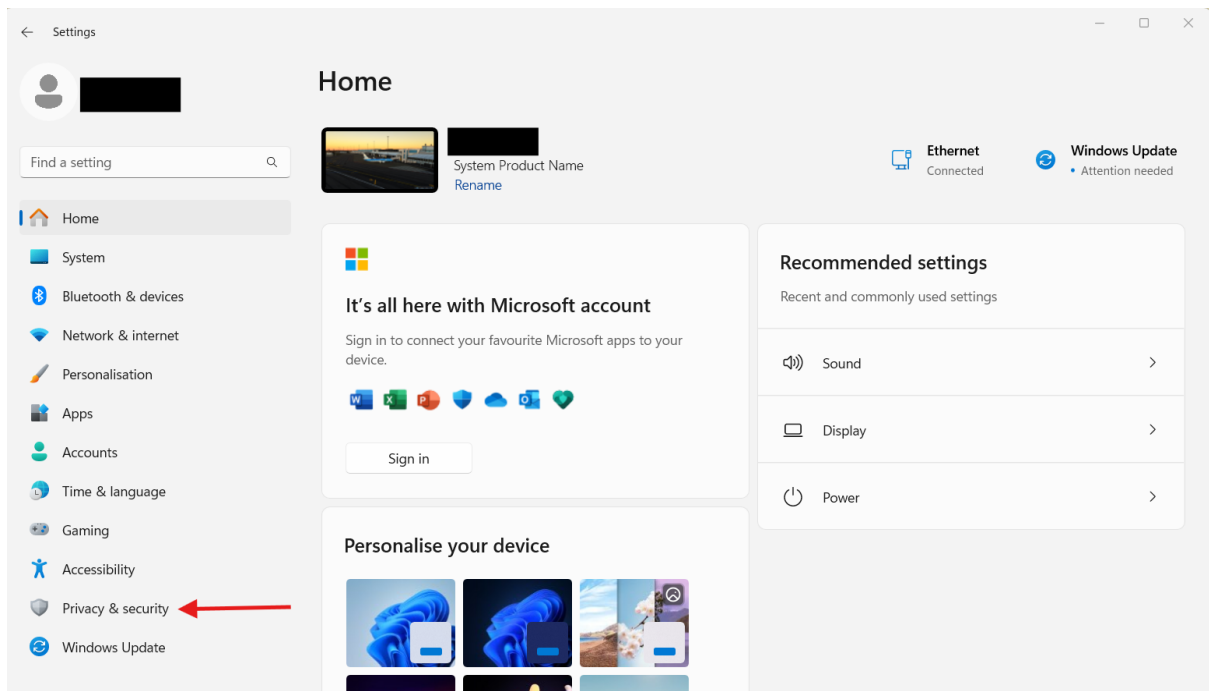 Settings
Home
Find a setting
System Product Name
Rename
Ethernet
Connected
Windows Update
• Attention needed
Home
System
Bluetooth & devices
Network & internet
Personalisation
Apps
Accounts
Time & language
Gaming
Accessibility
Privacy & security
Windows Update
It's all here with Microsoft account
Sign in to connect your favourite Microsoft apps to your
device.
Sign in
Personalise your device
Recommended settings
Recent and commonly used settings
Sound
Display
Power